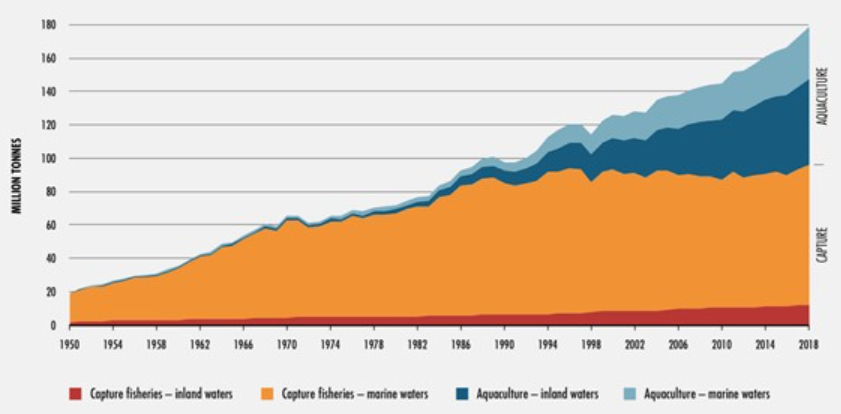 180
160
140
120
100
80
60
40
20
0
MILLION TONNES
AQUACULTURE
CAPTURE
1950 1954 1958 1962 1966 1970 1974 1978 1982 1986 1990 1994 1998 2002 2006 2010 2014 2018
Capture fisheries – inland waters Capture fisheries – marine waters Aquaculture – inland waters Aquaculture – marine waters